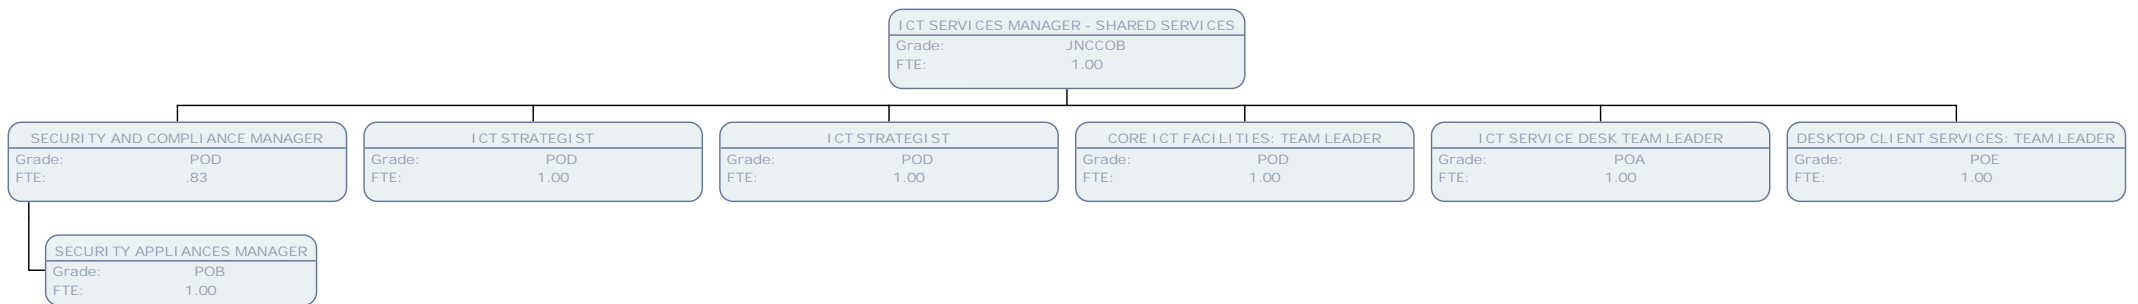 ICT SERVICES MANAGER - SHARED SERVICES
Grade: JNCCOB
FTE: 1.00
SECURITY AND COMPLIANCE MANAGER
Grade: POD
FTE: .83
ICT STRATEGIST
Grade: POD
FTE: 1.00
ICT STRATEGIST
Grade: POD
FTE: 1.00
CORE ICT FACILITIES: TEAM LEADER
Grade: POD
FTE: 1.00
ICT SERVICE DESK TEAM LEADER
Grade: POA
FTE: 1.00
DESKTOP CLIENT SERVICES: TEAM LEADER
Grade: POE
FTE: 1.00
SECURITY APPLIANCES MANAGER
Grade: POB
FTE: 1.00